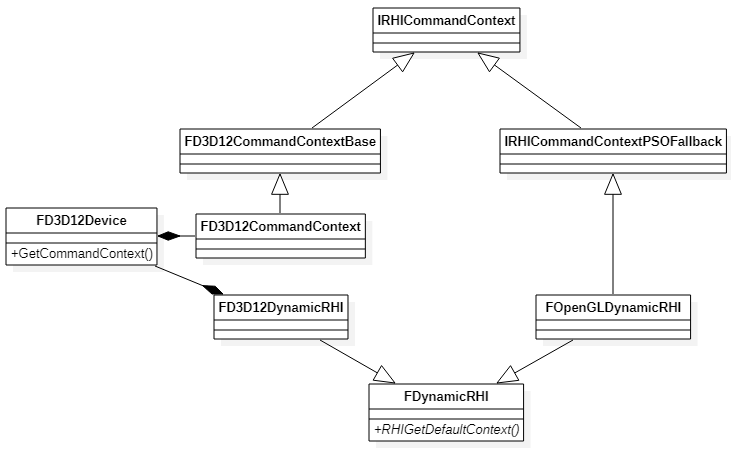 IRHICommandContext
FD3D12CommandContextBase
IRHICommandContextPSOFallback
FD3D12Device
+GetCommandContext()
FD3D12CommandContext
FD3D12DynamicRHI
FOpenGLDynamicRHI
FDynamicRHI
+RHIGetDefaultContext()